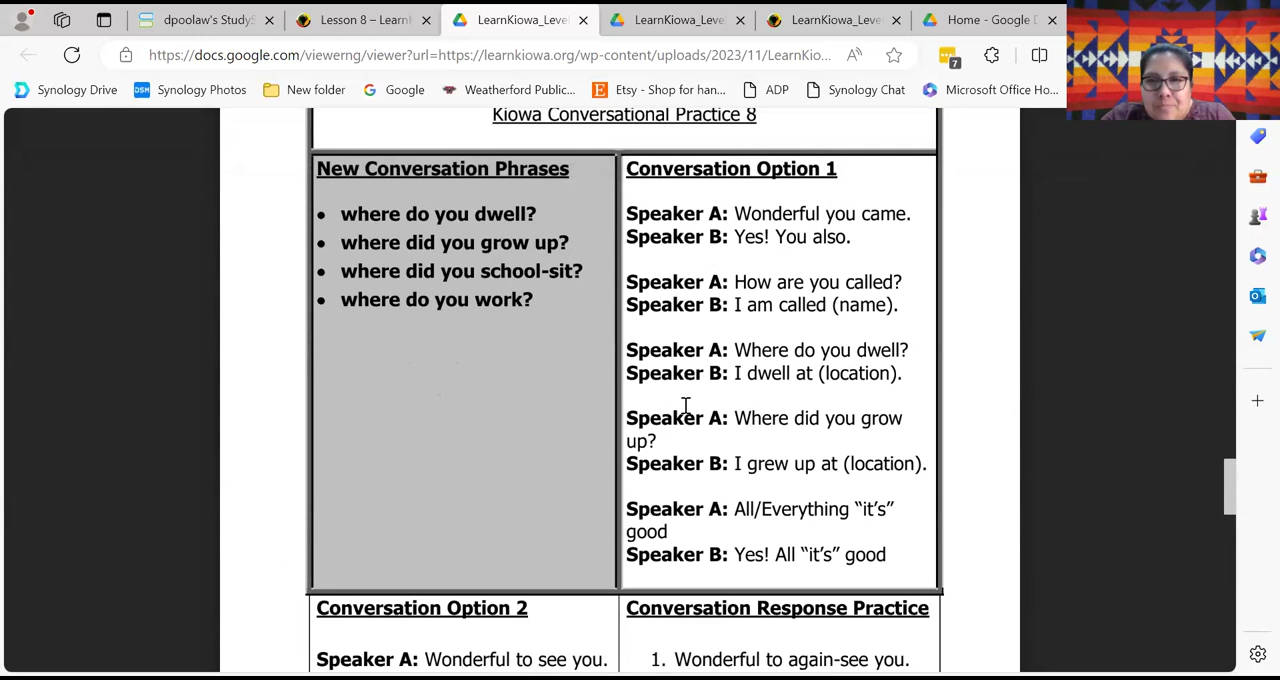 dpoolaw's StudyS
Lesson 8 – Learn
LearnKiowa_Leve
LearnKiowa_Leve
LearnKiowa_Leve
Home - Google D
https://docs.google.com/viewerng/viewer?url=https://learnkiowa.org/wp-content/uploads/2023/11/LearnKio...
7
Synology Drive
Synology Photos
New folder
Google
Weatherford Public...
Etsy - Shop for han...
ADP
Synology Chat
Microsoft Office Ho...
Kiowa Conversational Practice 8
New Conversation Phrases
• where do you dwell?
• where did you grow up?
• where did you school-sit?
• where do you work?
Conversation Option 1
Speaker A: Wonderful you came.
Speaker B: Yes! You also.
Speaker A: How are you called?
Speaker B: I am called (name).
Speaker A: Where do you dwell?
Speaker B: I dwell at (location).
Speaker A: Where did you grow
up?
Speaker B: I grew up at (location).
Speaker A: All/Everything “it’s”
good
Speaker B: Yes! All “it’s” good
Conversation Option 2
Speaker A: Wonderful to see you.
Conversation Response Practice
1. Wonderful to again-see you.